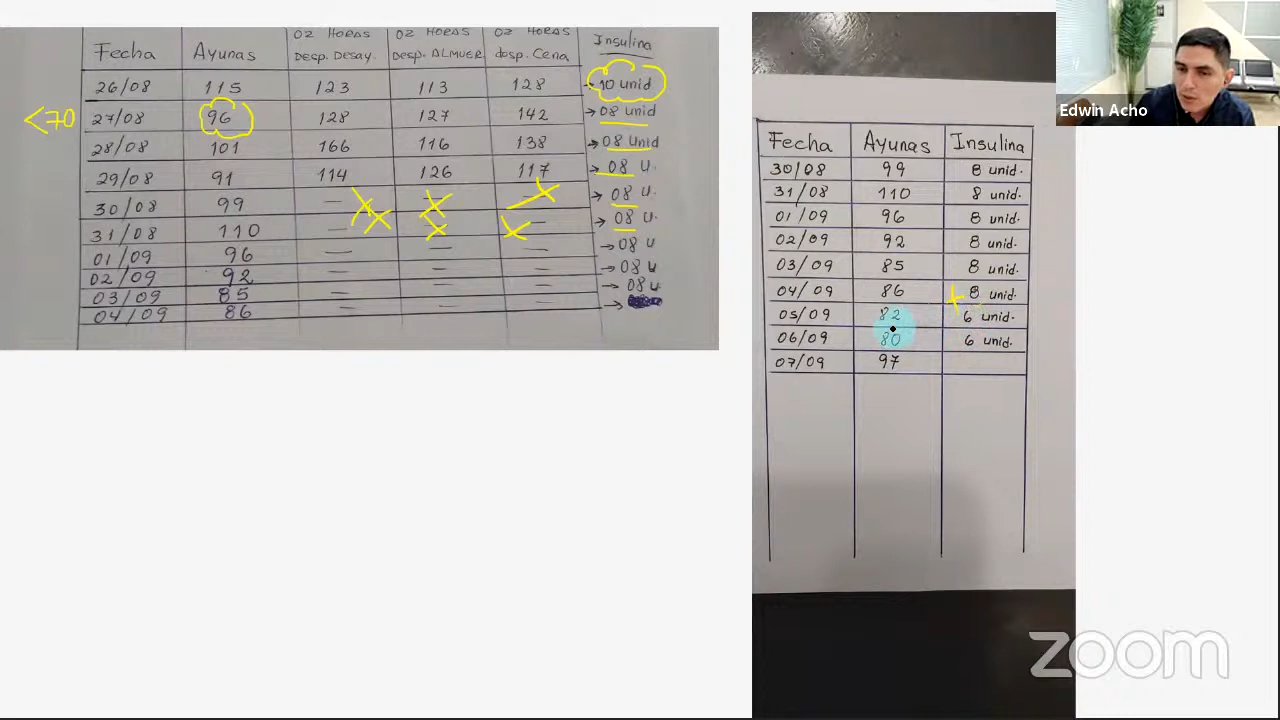 Fecha Ayunas 02 HORAS Desp. Desay 02 HORAS Desp. ALMUER 02 HORAS dosp. Cena Insulina
26/08 115 123 113 128 → 10 unid
<70 27/08 96 128 127 142 → 08 unid
28/08 101 166 116 138 → 08 unid
29/08 91 114 126 117 → 08 U.
30/08 99 — — → 08 U.
31/08 110 — — → 08 U.
01/09 96 — — — → 08 U
02/09 92 — — — → 08 U
03/09 85 — — — → 08 U.
04/09 86 — — — →
Edwin Acho
Fecha Ayunas Insulina
30/08 99 8 unid.
31/08 110 8 unid.
01/09 96 8 unid.
02/09 92 8 unid.
03/09 85 8 unid.
04/09 86 8 unid.
05/09 82 6 unid.
06/09 80 6 unid.
07/09 97
zoom